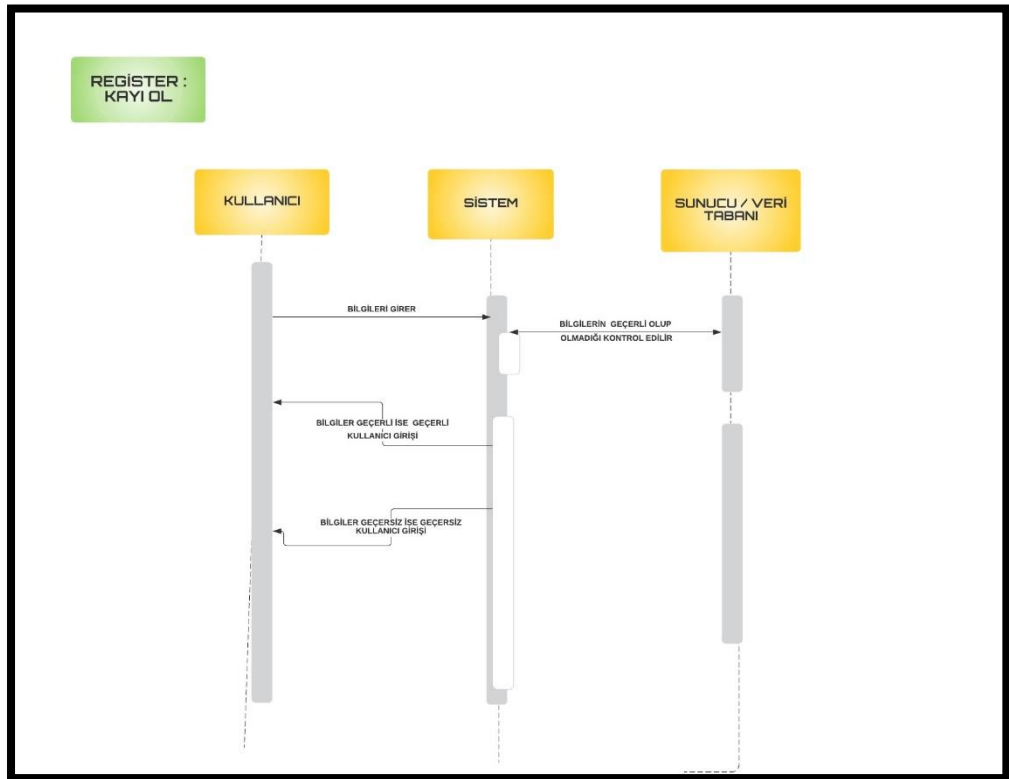 REGİSTER :
KAYI OL
KULLANICI
SİSTEM
SUNUCU / VERİ
TABANI
BİLGİLERİ GİRER
BİLGİLERİN GEÇERLİ OLUP
OLMADIĞI KONTROL EDİLİR
BİLGİLER GEÇERLİ İSE GEÇERLİ
KULLANICI GİRİŞİ
BİLGİLER GEÇERSİZ İSE GEÇERSİZ
KULLANICI GİRİŞİ